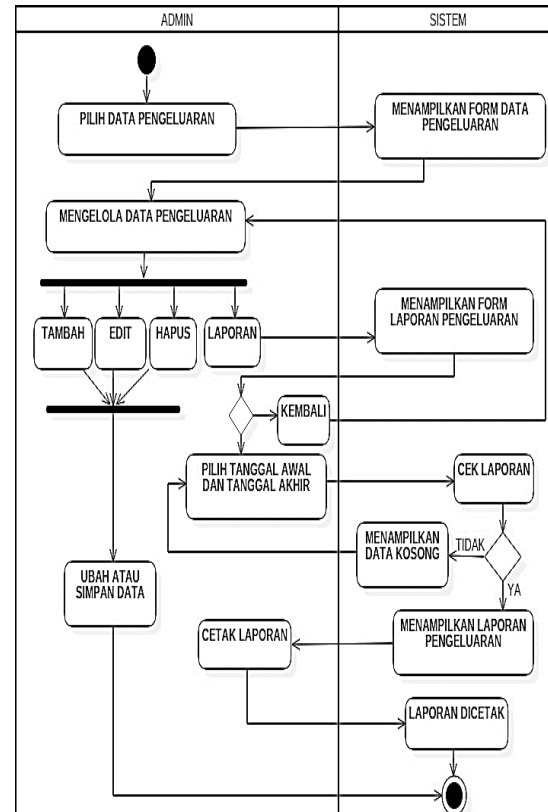 ADMIN
SISTEM
PILIH DATA PENGELUARAN
MENAMPILKAN FORM DATA
PENGELUARAN
MENGELOLA DATA PENGELUARAN
TAMBAH
EDIT
HAPUS
LAPORAN
MENAMPILKAN FORM
LAPORAN PENGELUARAN
KEMBALI
PILIH TANGGAL AWAL
DAN TANGGAL AKHIR
CEK LAPORAN
MENAMPILKAN
DATA KOSONG
TIDAK
YA
UBAH ATAU
SIMPAN DATA
CETAK LAPORAN
MENAMPILKAN LAPORAN
PENGELUARAN
LAPORAN DICETAK